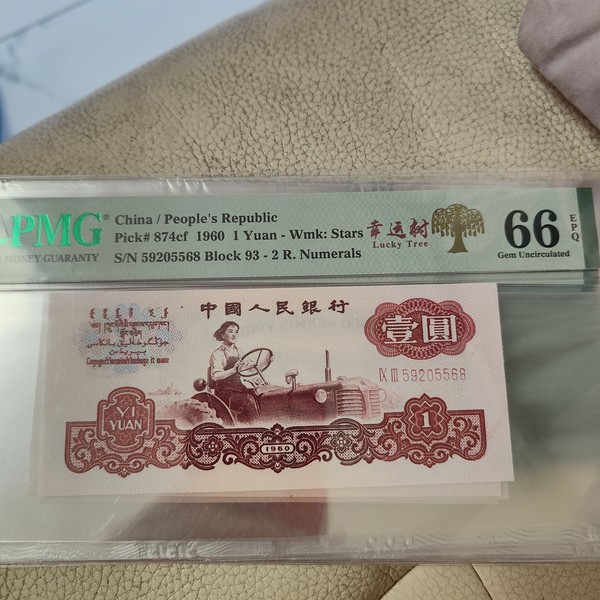 PMG
MONEY GUARANTY
China / People's Republic
Pick# 874cf 1960 1 Yuan - Wmk: Stars
S/N 59205568 Block 93 - 2 R. Numerals
幸运树
Lucky Tree
66
EPQ
Gem Uncirculated
中國人民銀行
壹圓
IX III 59205568
YI
YUAN
1
1960